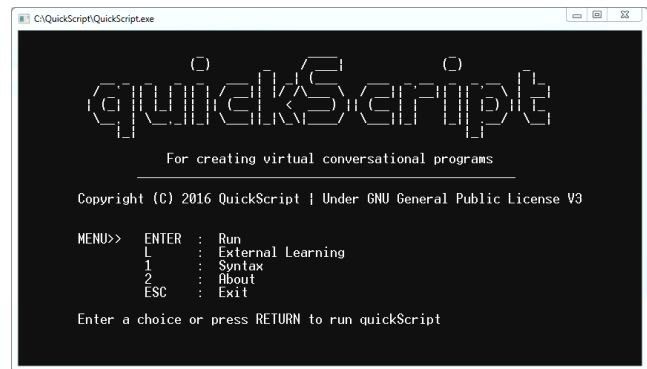 C:\QuickScript\QuickScript.exe
quickScript
For creating virtual conversational programs
Copyright (C) 2016 QuickScript | Under GNU General Public License V3
MENU>> ENTER : Run
L : External Learning
1 : Syntax
2 : About
ESC : Exit
Enter a choice or press RETURN to run quickScript